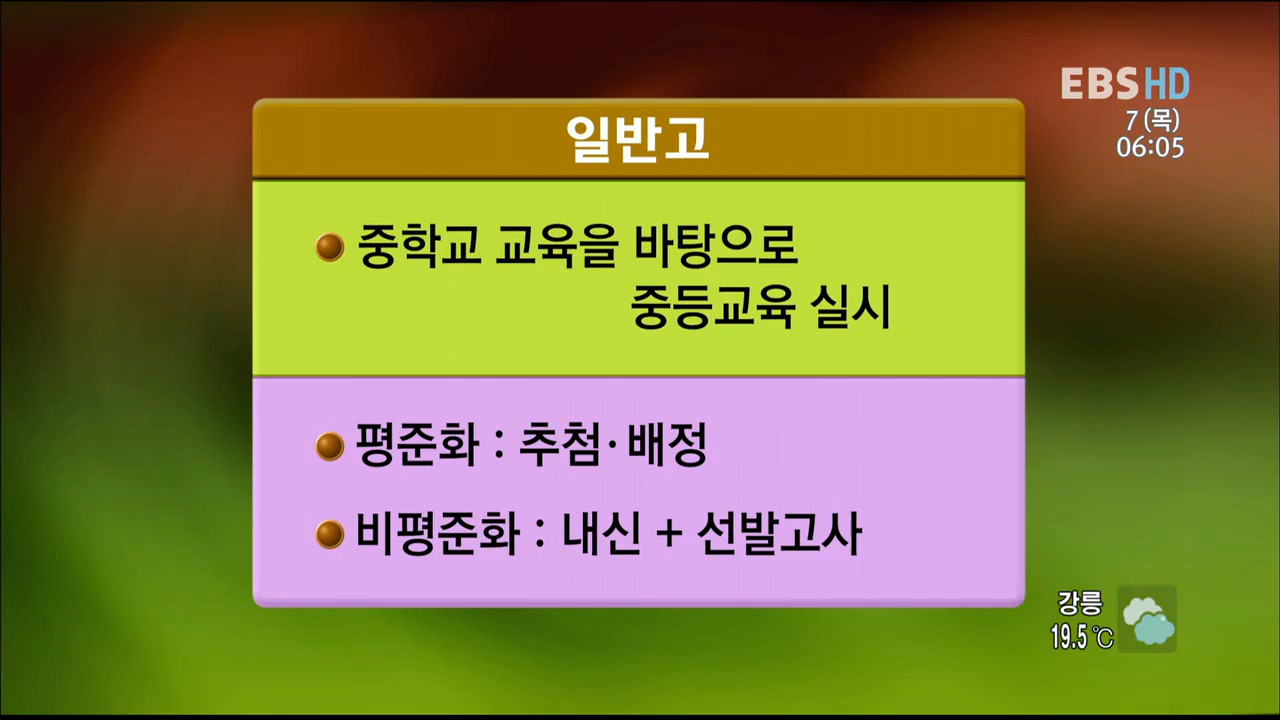 EBS HD
7 (목)
06:05
일반고
중학교 교육을 바탕으로
중등교육 실시
평준화 : 추첨·배정
비평준화 : 내신 + 선발고사
강릉
19.5℃